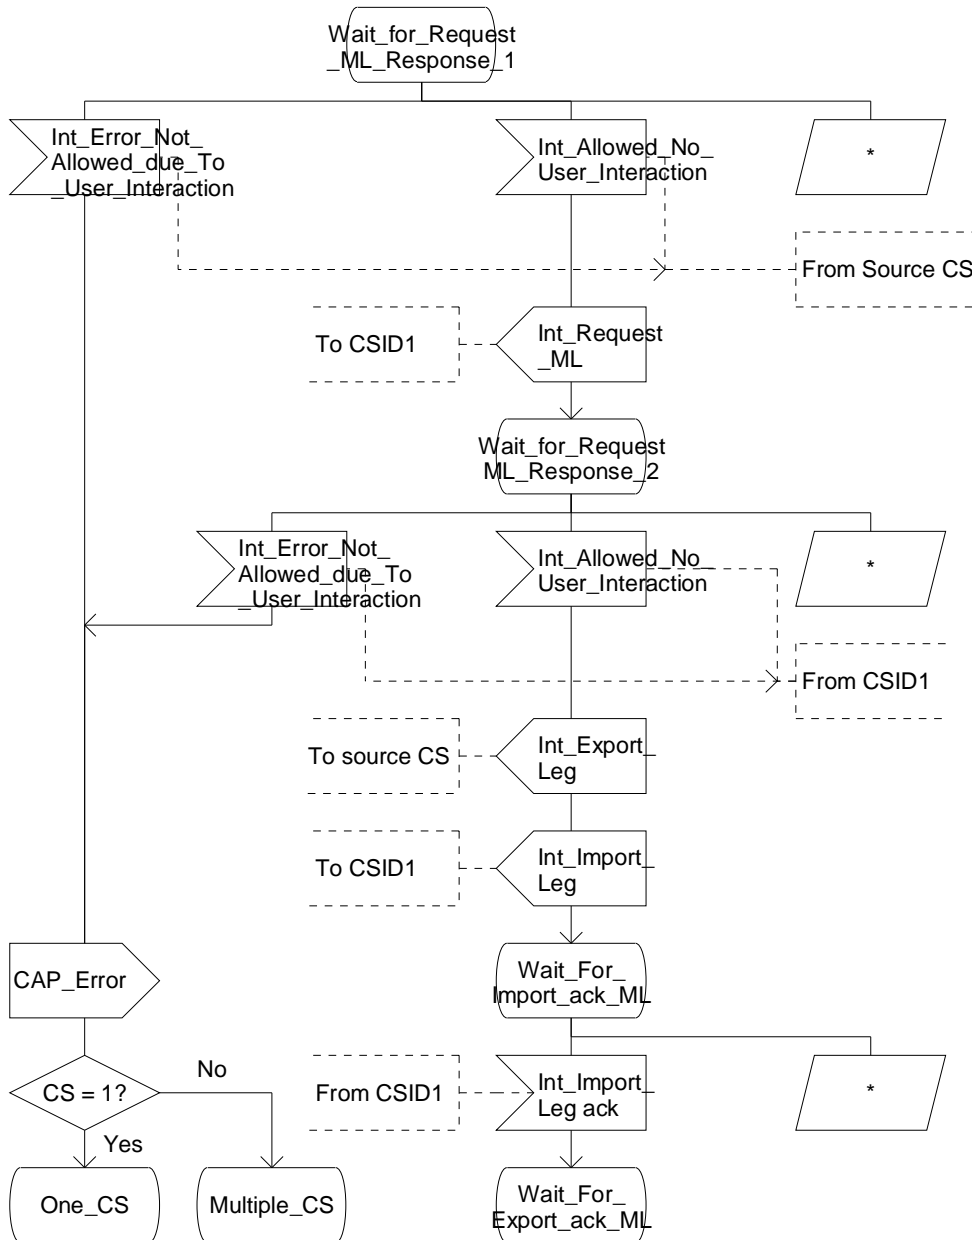 Wait_for_Request
_ML_Response_1
Int_Error_Not_
Allowed_due_To
_User_Interaction
Int_Allowed_No_
User_Interaction
*
From Source CS
To CSID1
Int_Request
_ML
Wait_for_Request
ML_Response_2
Int_Error_Not_
Allowed_due_To
_User_Interaction
Int_Allowed_No_
User_Interaction
*
From CSID1
To source CS
Int_Export_
Leg
To CSID1
Int_Import_
Leg
CAP_Error
Wait_For_
Import_ack_ML
CS = 1?
No
Yes
From CSID1
Int_Import_
Leg ack
*
One_CS
Multiple_CS
Wait_For_
Export_ack_ML